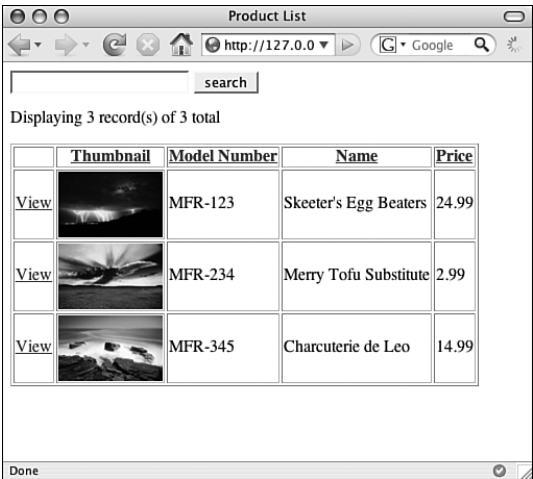 Product List
http://127.0.0
G Google
search
Displaying 3 record(s) of 3 total
Thumbnail Model Number Name Price
View MFR-123 Skeeter's Egg Beaters 24.99
View MFR-234 Merry Tofu Substitute 2.99
View MFR-345 Charcuterie de Leo 14.99
Done